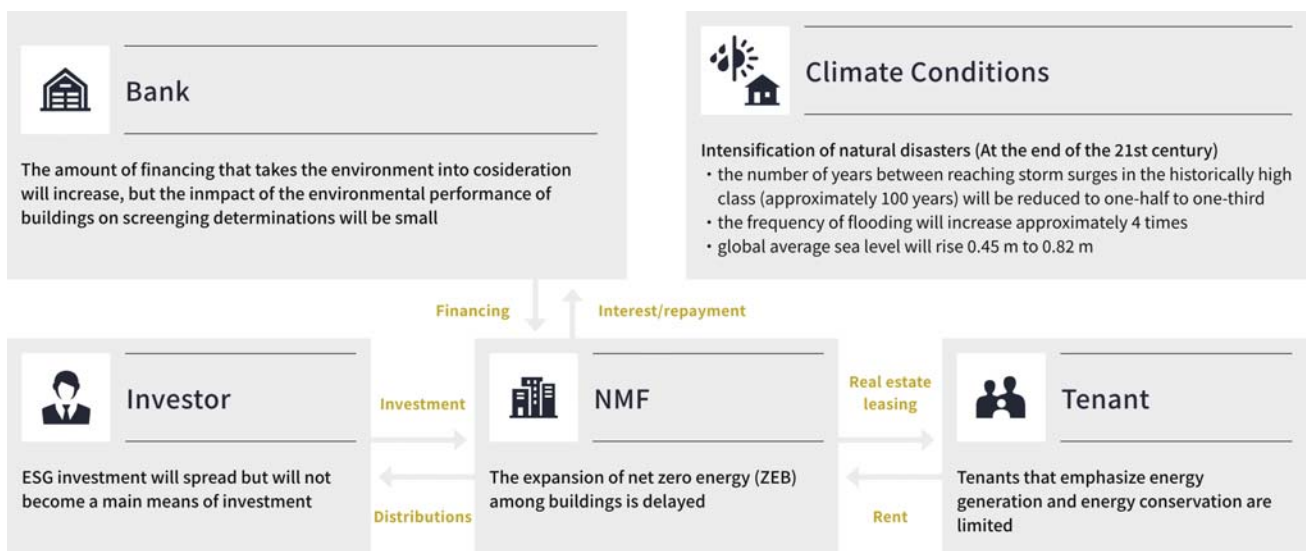 Bank
The amount of financing that takes the environment into cosideration
will increase, but the inmpact of the environmental performance of
buildings on screenging determinations will be small
Climate Conditions
Intensification of natural disasters (At the end of the 21st century)
・the number of years between reaching storm surges in the historically high
class (approximately 100 years) will be reduced to one-half to one-third
・the frequency of flooding will increase approximately 4 times
・global average sea level will rise 0.45 m to 0.82 m
Financing
Interest/repayment
Investor
ESG investment will spread but will not
become a main means of investment
Investment
Distributions
NMF
The expansion of net zero energy (ZEB)
among buildings is delayed
Real estate
leasing
Rent
Tenant
Tenants that emphasize energy
generation and energy conservation are
limited